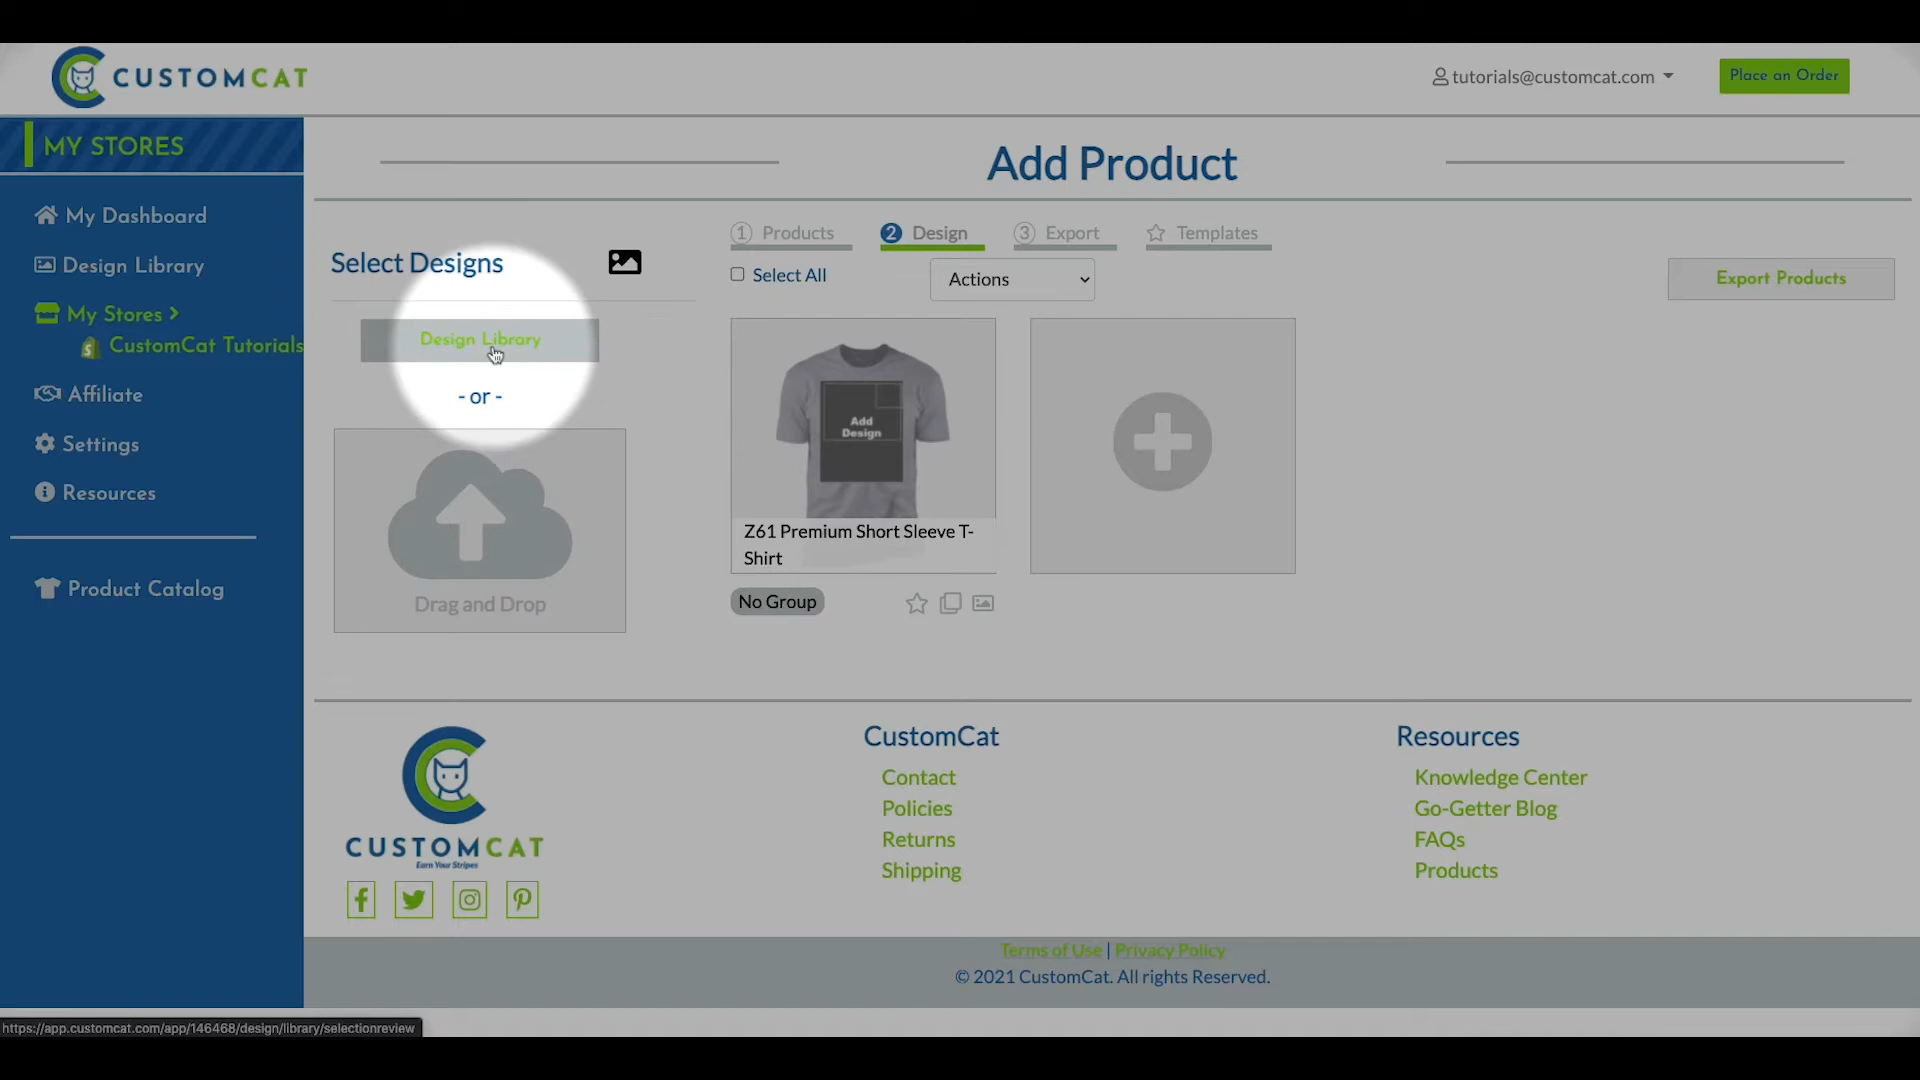 CUSTOMCAT
tutorials@customcat.com
Place an Order
MY STORES
My Dashboard
Design Library
My Stores
CustomCat Tutorials
Affiliate
Settings
Resources
Product Catalog
Add Product
Select Designs
Design Library
- or -
Drag and Drop
1 Products
2 Design
3 Export
Templates
Select All
Actions
Export Products
Add
Design
Z61 Premium Short Sleeve T-
Shirt
No Group
CUSTOMCAT
Earn Your Stripes
CustomCat
Contact
Policies
Returns
Shipping
Resources
Knowledge Center
Go-Getter Blog
FAQs
Products
Terms of Use | Privacy Policy
© 2021 CustomCat. All rights Reserved.
https://app.customcat.com/app/146468/design/library/selectionreview